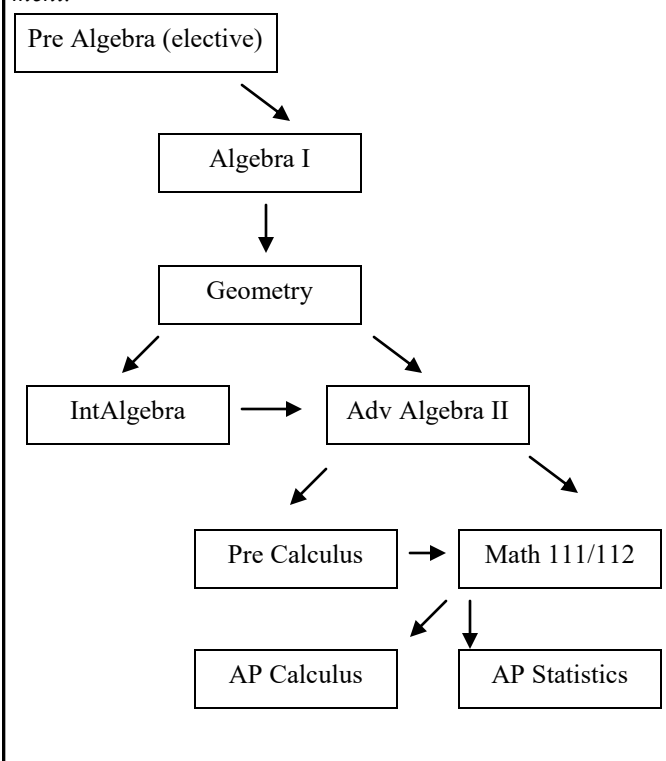 Pre Algebra (elective)
Algebra I
Geometry
IntAlgebra
Adv Algebra II
Pre Calculus
Math 111/112
AP Calculus
AP Statistics